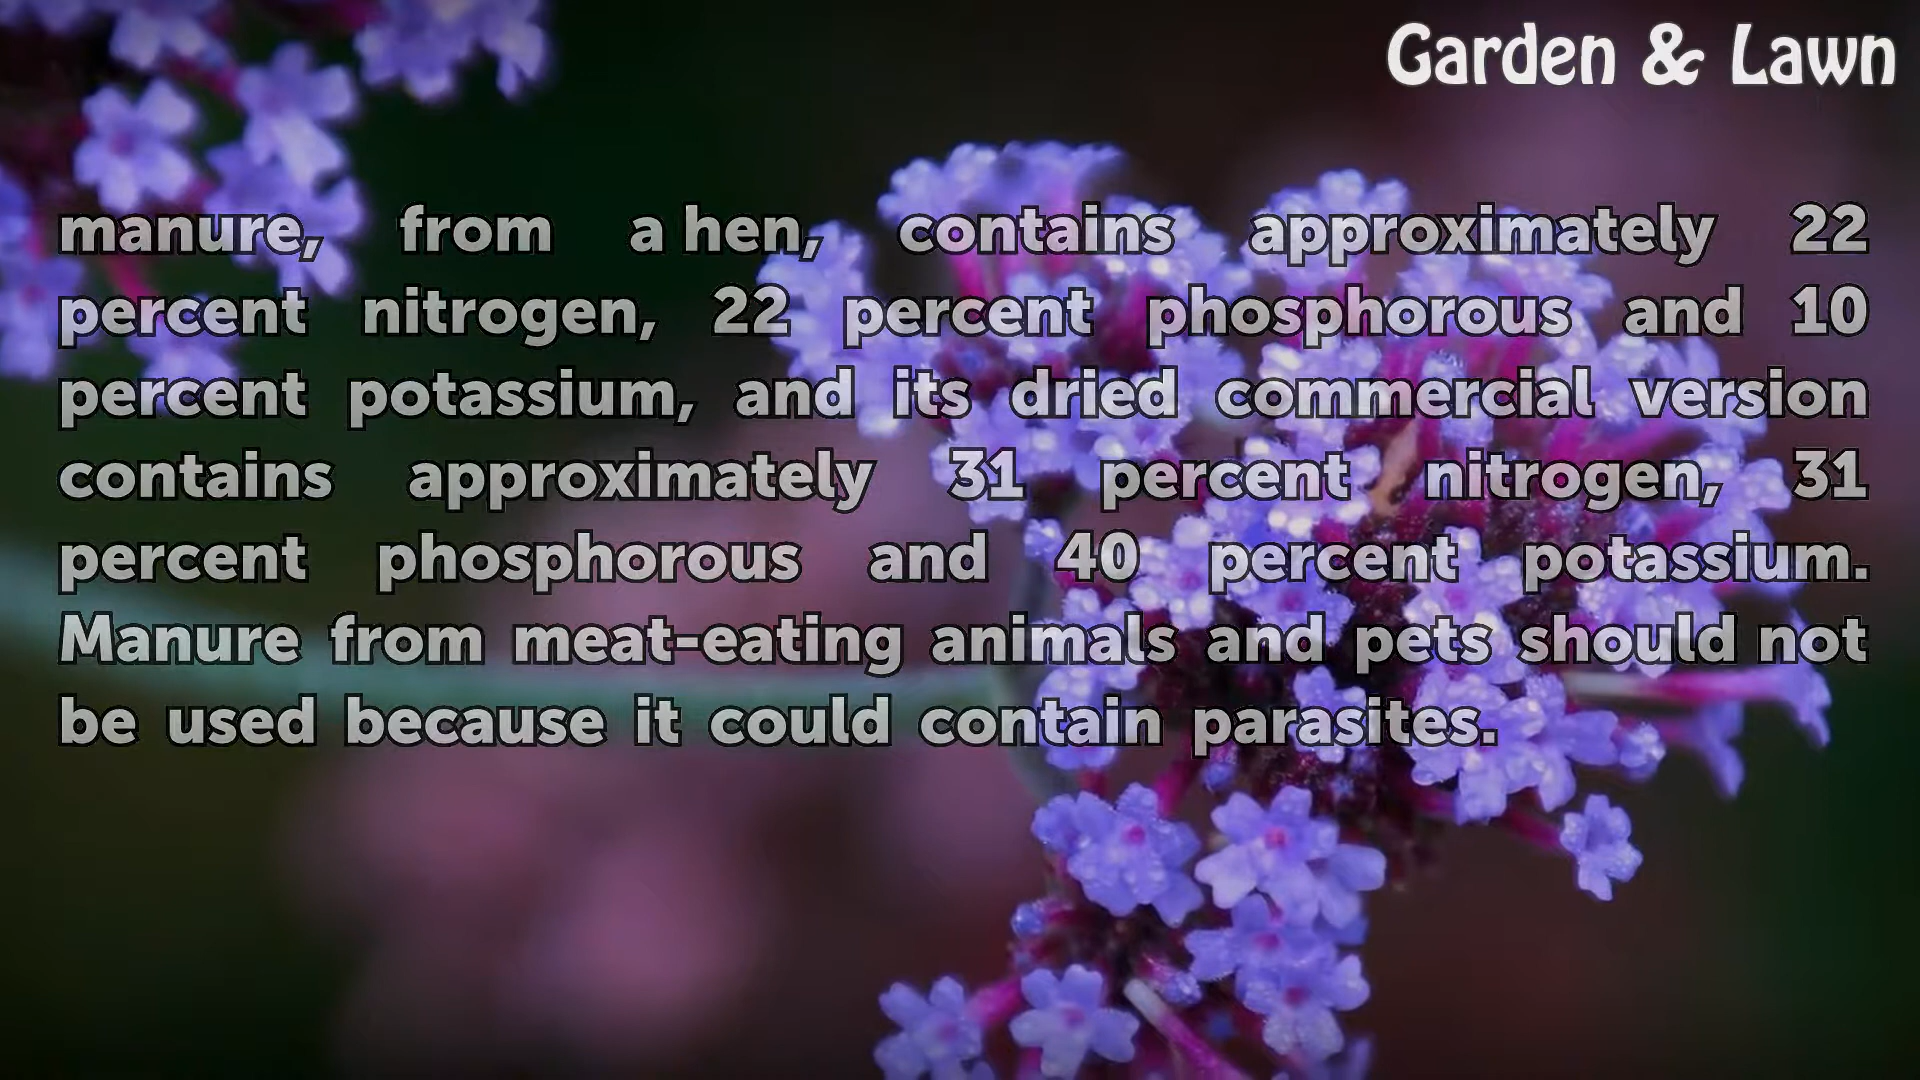 Garden & Lawn
manure, from a hen, contains approximately 22
percent nitrogen, 22 percent phosphorous and 10
percent potassium, and its dried commercial version
contains approximately 31 percent nitrogen, 31
percent phosphorous and 40 percent potassium.
Manure from meat-eating animals and pets should not
be used because it could contain parasites.